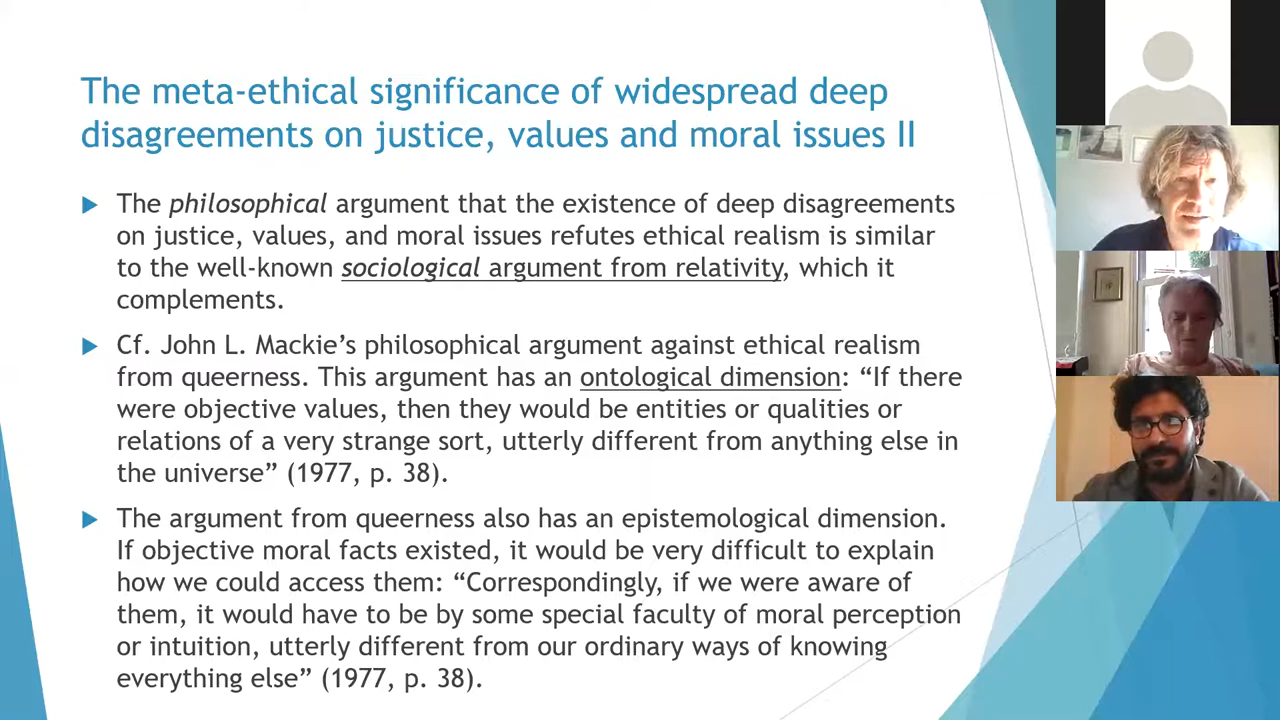 The meta-ethical significance of widespread deep
disagreements on justice, values and moral issues II
The philosophical argument that the existence of deep disagreements
on justice, values, and moral issues refutes ethical realism is similar
to the well-known sociological argument from relativity, which it
complements.
Cf. John L. Mackie’s philosophical argument against ethical realism
from queerness. This argument has an ontological dimension: “If there
were objective values, then they would be entities or qualities or
relations of a very strange sort, utterly different from anything else in
the universe” (1977, p. 38).
The argument from queerness also has an epistemological dimension.
If objective moral facts existed, it would be very difficult to explain
how we could access them: “Correspondingly, if we were aware of
them, it would have to be by some special faculty of moral perception
or intuition, utterly different from our ordinary ways of knowing
everything else” (1977, p. 38).